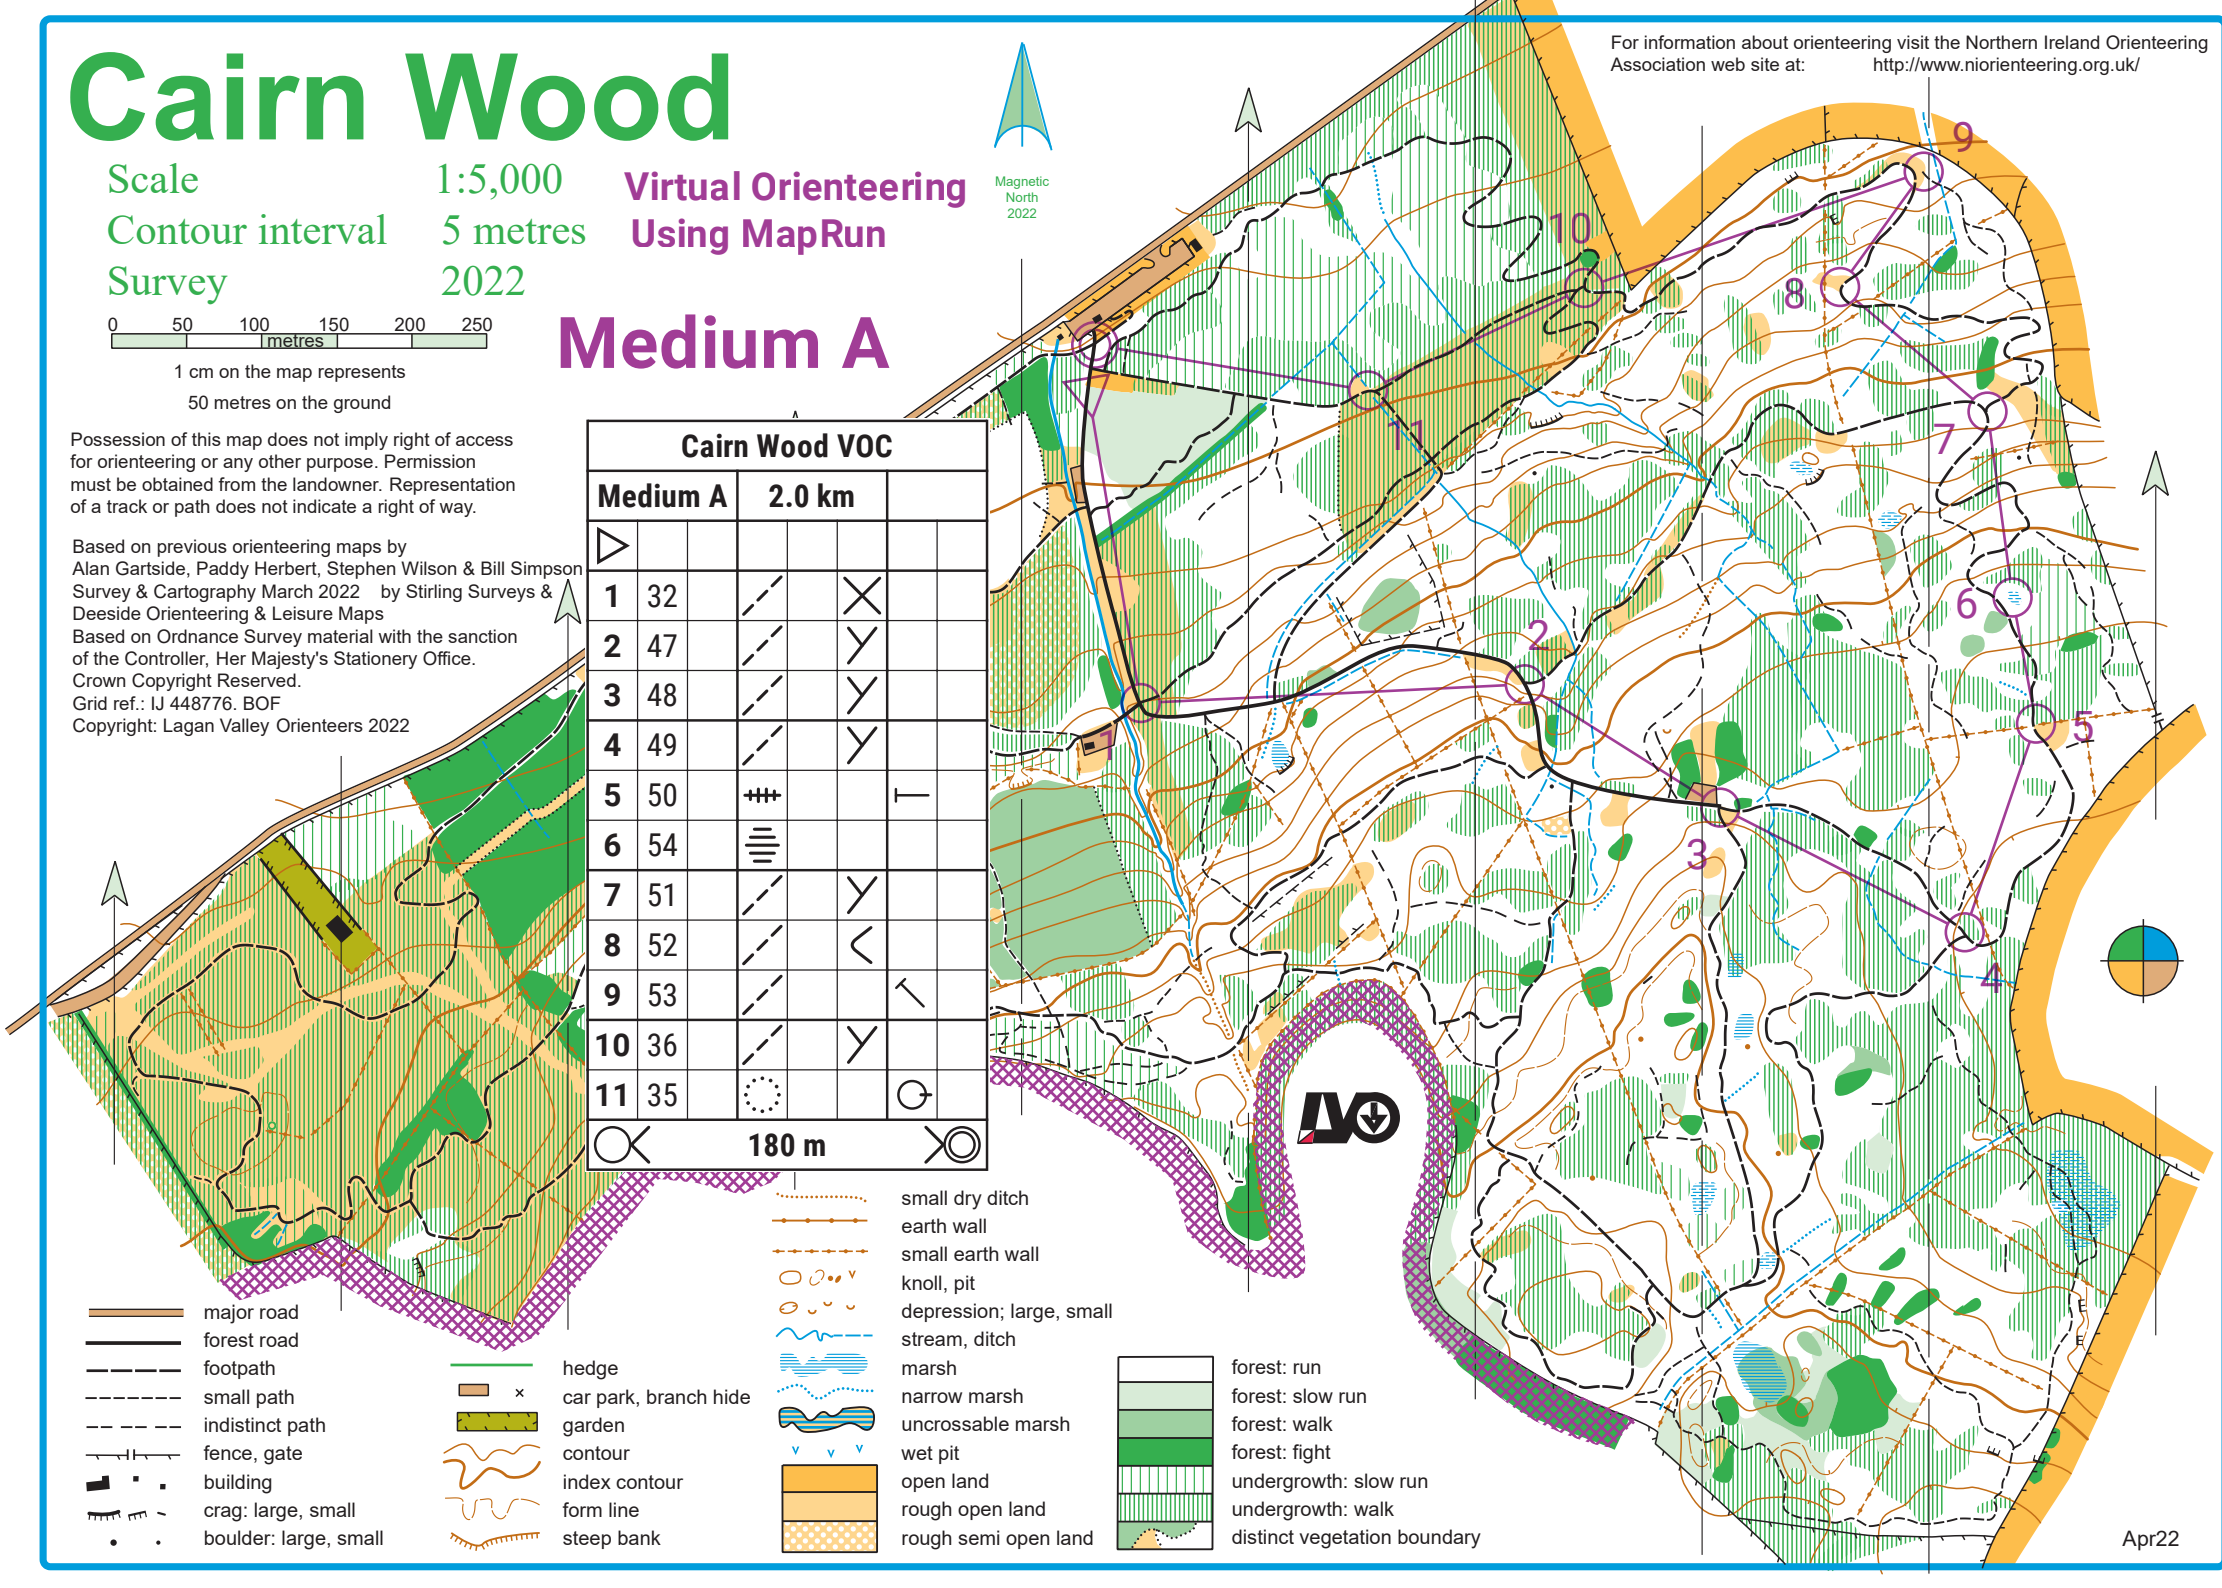 Cairn Wood
Scale 1:5,000
Contour interval 5 metres
Survey 2022
Virtual Orienteering
Using MapRun
Medium A
0 50 100 150 200 250
metres
1 cm on the map represents
50 metres on the ground
Possession of this map does not imply right of access
for orienteering or any other purpose. Permission
must be obtained from the landowner. Representation
of a track or path does not indicate a right of way.
Based on previous orienteering maps by
Alan Gartside, Paddy Herbert, Stephen Wilson & Bill Simpson
Survey & Cartography March 2022 by Stirling Surveys &
Deeside Orienteering & Leisure Maps
Based on Ordnance Survey material with the sanction
of the Controller, Her Majesty's Stationery Office.
Crown Copyright Reserved.
Grid ref.: IJ 448776. BOF
Copyright: Lagan Valley Orienteers 2022
Magnetic
North
2022
For information about orienteering visit the Northern Ireland Orienteering
Association web site at: http://www.niorienteering.org.uk/
Cairn Wood VOC
Medium A 2.0 km
1 32
2 47
3 48
4 49
5 50
6 54
7 51
8 52
9 53
10 36
11 35
180 m
9
10
8
11
7
2
6
1
5
3
4
LVO
major road
forest road
footpath
small path
indistinct path
fence, gate
building
crag: large, small
boulder: large, small
hedge
car park, branch hide
garden
contour
index contour
form line
steep bank
small dry ditch
earth wall
small earth wall
knoll, pit
depression; large, small
stream, ditch
marsh
narrow marsh
uncrossable marsh
wet pit
open land
rough open land
rough semi open land
forest: run
forest: slow run
forest: walk
forest: fight
undergrowth: slow run
undergrowth: walk
distinct vegetation boundary
Apr22